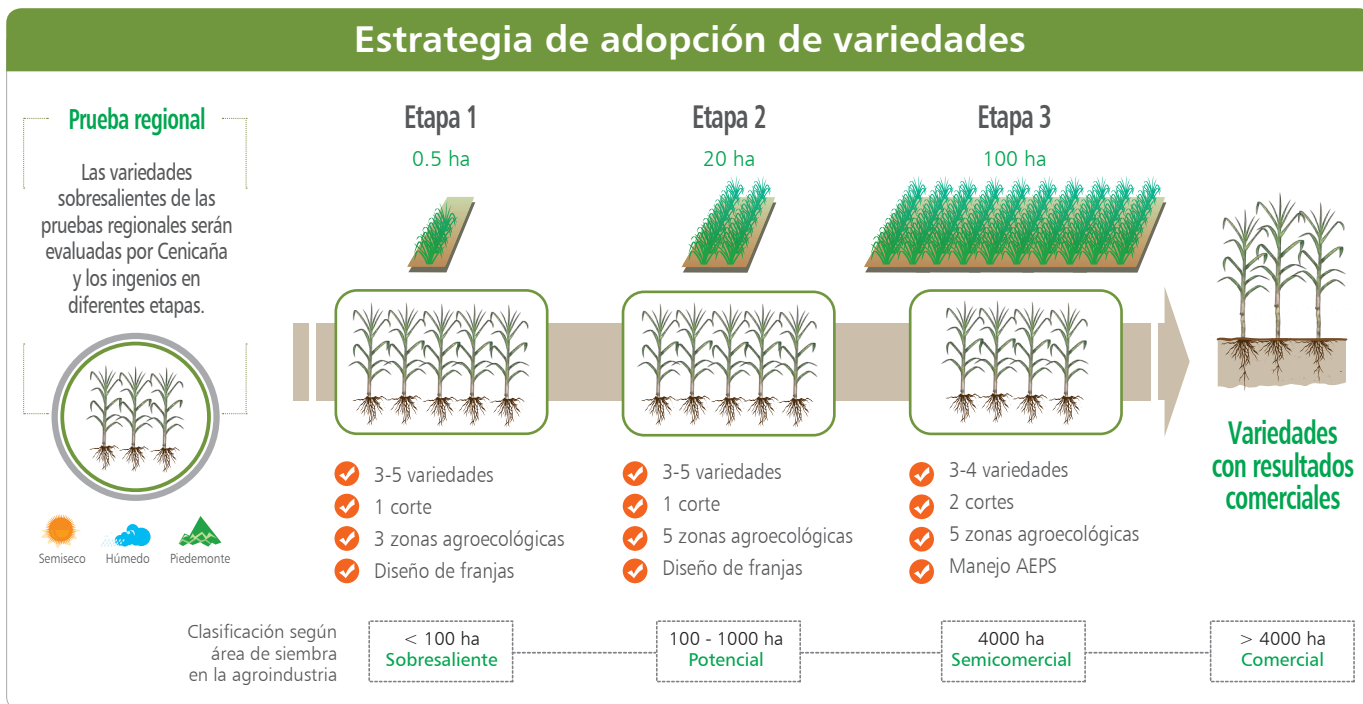 Estrategia de adopción de variedades
Prueba regional
Las variedades
sobresalientes de las
pruebas regionales serán
evaluadas por Cenicaña
y los ingenios en
diferentes etapas.
Semiseco
Húmedo
Piedemonte
Etapa 1
0.5 ha
3-5 variedades
1 corte
3 zonas agroecológicas
Diseño de franjas
Etapa 2
20 ha
3-5 variedades
1 corte
5 zonas agroecológicas
Diseño de franjas
Etapa 3
100 ha
3-4 variedades
2 cortes
5 zonas agroecológicas
Manejo AEPS
Variedades
con resultados
comerciales
Clasificación según
área de siembra
en la agroindustria
< 100 ha
Sobresaliente
100 - 1000 ha
Potencial
4000 ha
Semicomercial
> 4000 ha
Comercial